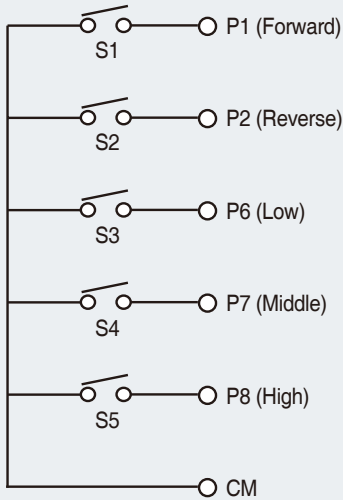 P1 (Forward)
S1
P2 (Reverse)
S2
P6 (Low)
S3
P7 (Middle)
S4
P8 (High)
S5
CM